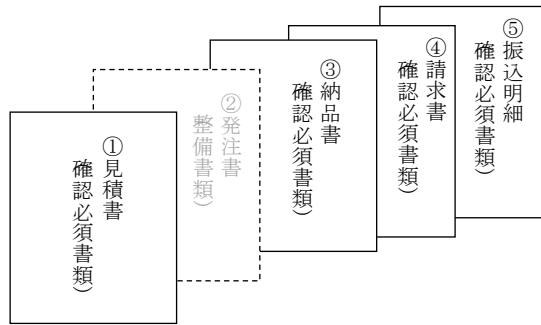 ①見積書
確認必須書類)
②発注書
整備書類)
③納品書
確認必須書類)
④請求書
確認必須書類)
⑤振込明細
確認必須書類)